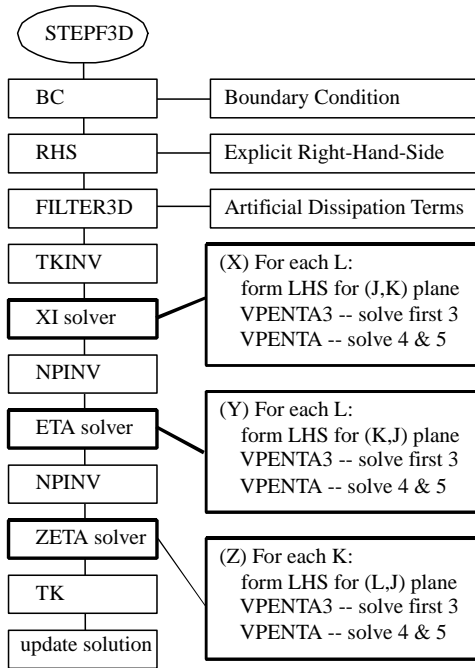 STEPF3D
BC
Boundary Condition
RHS
Explicit Right-Hand-Side
FILTER3D
Artificial Dissipation Terms
TKINV
XI solver
(X) For each L:
form LHS for (J,K) plane
VPENTA3 -- solve first 3
VPENTA -- solve 4 & 5
NPINV
ETA solver
(Y) For each L:
form LHS for (K,J) plane
VPENTA3 -- solve first 3
VPENTA -- solve 4 & 5
NPINV
ZETA solver
(Z) For each K:
form LHS for (L,J) plane
VPENTA3 -- solve first 3
VPENTA -- solve 4 & 5
TK
update solution